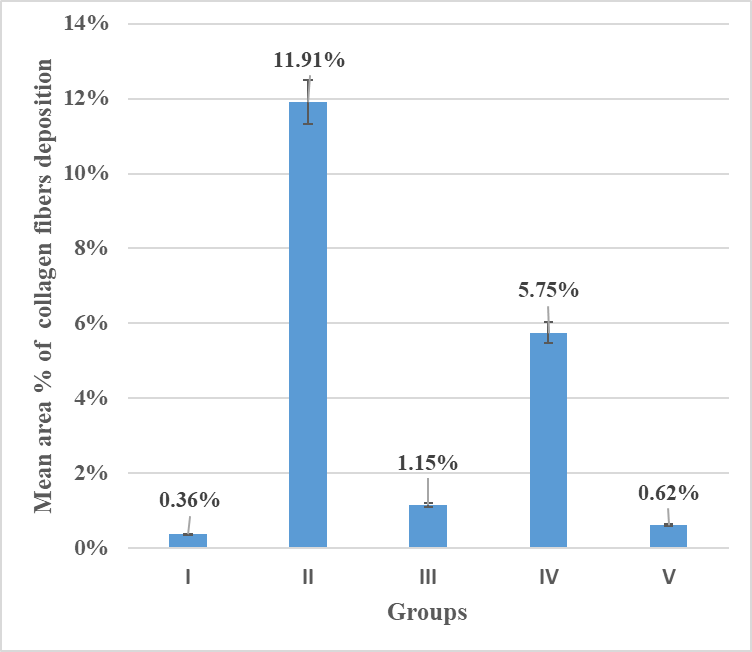 Mean area % of collagen fibers deposition
14%
12%
10%
8%
6%
4%
2%
0%
0.36%
11.91%
1.15%
5.75%
0.62%
I
II
III
IV
V
Groups